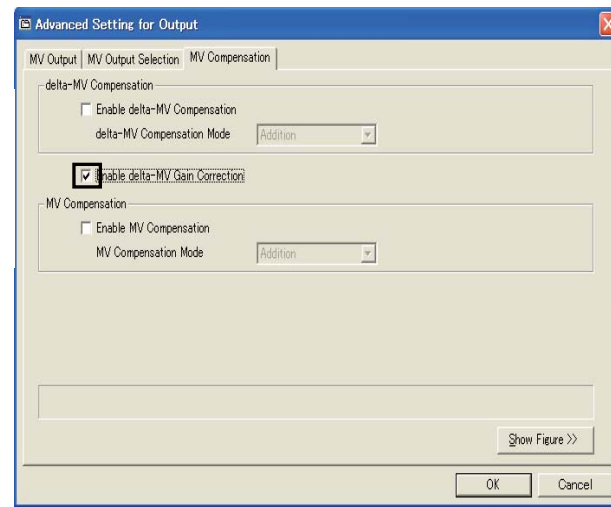 Advanced Setting for Output
MV Output MV Output Selection MV Compensation
delta-MV Compensation
Enable delta-MV Compensation
delta-MV Compensation Mode Addition
Enable delta-MV Gain Correction
MV Compensation
Enable MV Compensation
MV Compensation Mode Addition
Show Figure >>
OK Cancel